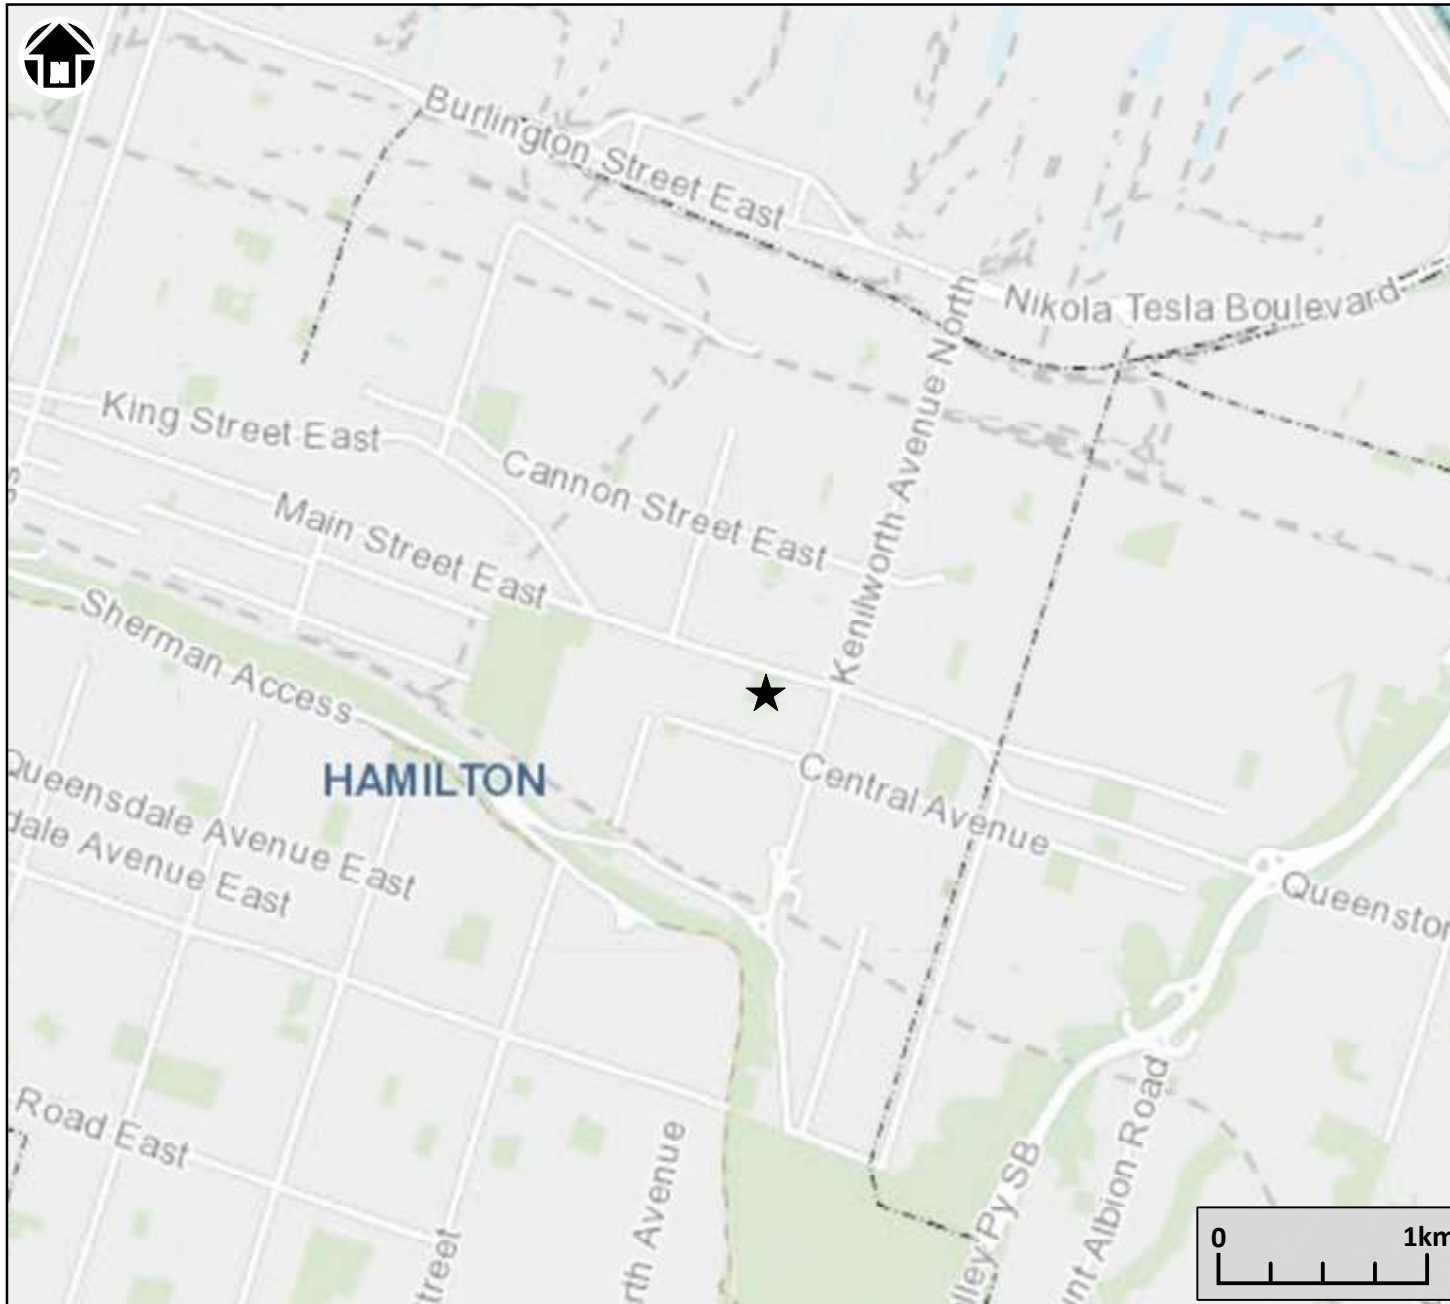 N
Burlington Street East
Nikola Tesla Boulevard
Kenilworth Avenue North
King Street East
Cannon Street East
Main Street East
Sherman Access
HAMILTON
Central Avenue
Queensdale Avenue East
dale Avenue East
Queenston
Road East
rth Avenue
treet
lley Py SB
unt Albion Road
0 1km